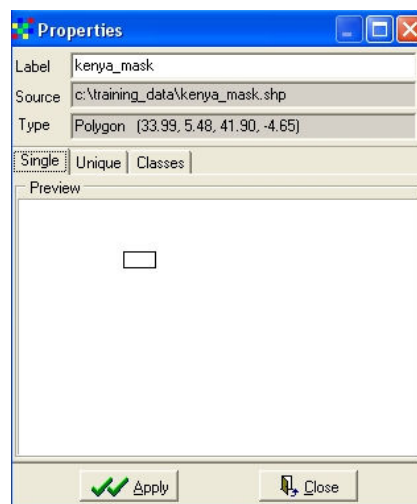 Properties
Label kenya_mask
Source c:\training_data\kenya_mask.shp
Type Polygon (33.99, 5.48, 41.90, -4.65)
Single Unique Classes
Preview
Apply Close